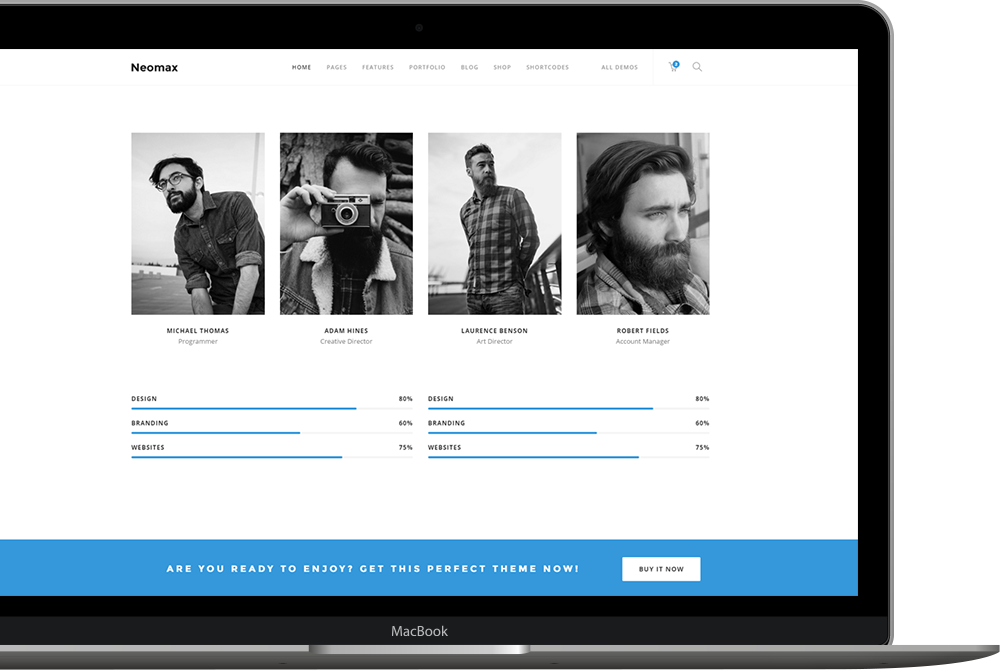 Neomax
HOME PAGES FEATURES PORTFOLIO BLOG SHOP SHORTCODES ALL DEMOS 2
MICHAEL THOMAS ADAM HINES LAURENCE BENSON ROBERT FIELDS
Programmer Creative Director Art Director Account Manager
DESIGN 80% DESIGN 80%
BRANDING 60% BRANDING 60%
WEBSITES 75% WEBSITES 75%
ARE YOU READY TO ENJOY? GET THIS PERFECT THEME NOW! BUY IT NOW
MacBook